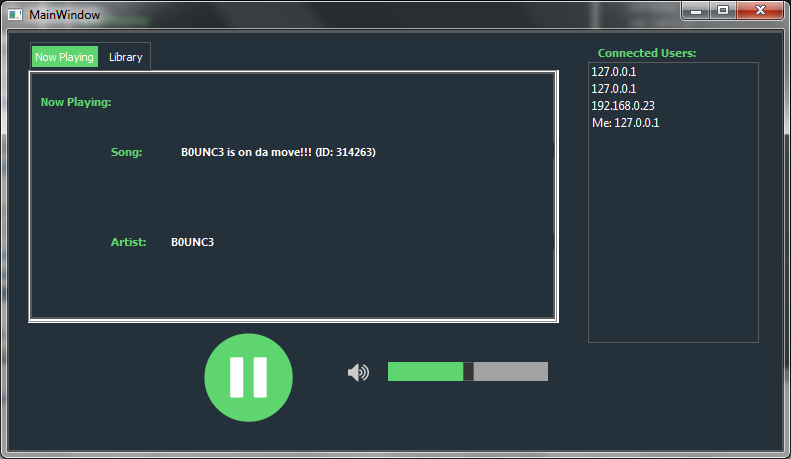 MainWindow
Now Playing Library
Now Playing:
Song: B0UNC3 is on da move!!! (ID: 314263)
Artist: B0UNC3
Connected Users:
127.0.0.1
127.0.0.1
192.168.0.23
Me: 127.0.0.1